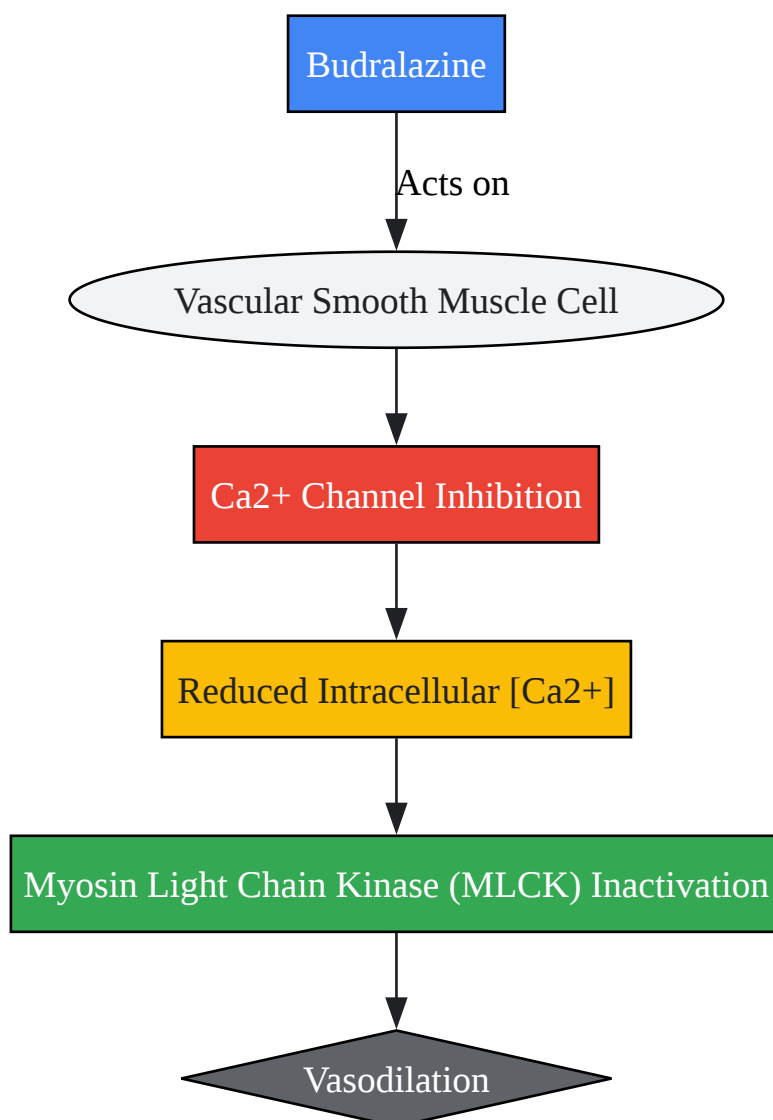 Budralazine
Acts on
Vascular Smooth Muscle Cell
Ca2+ Channel Inhibition
Reduced Intracellular [Ca2+]
Myosin Light Chain Kinase (MLCK) Inactivation
Vasodilation